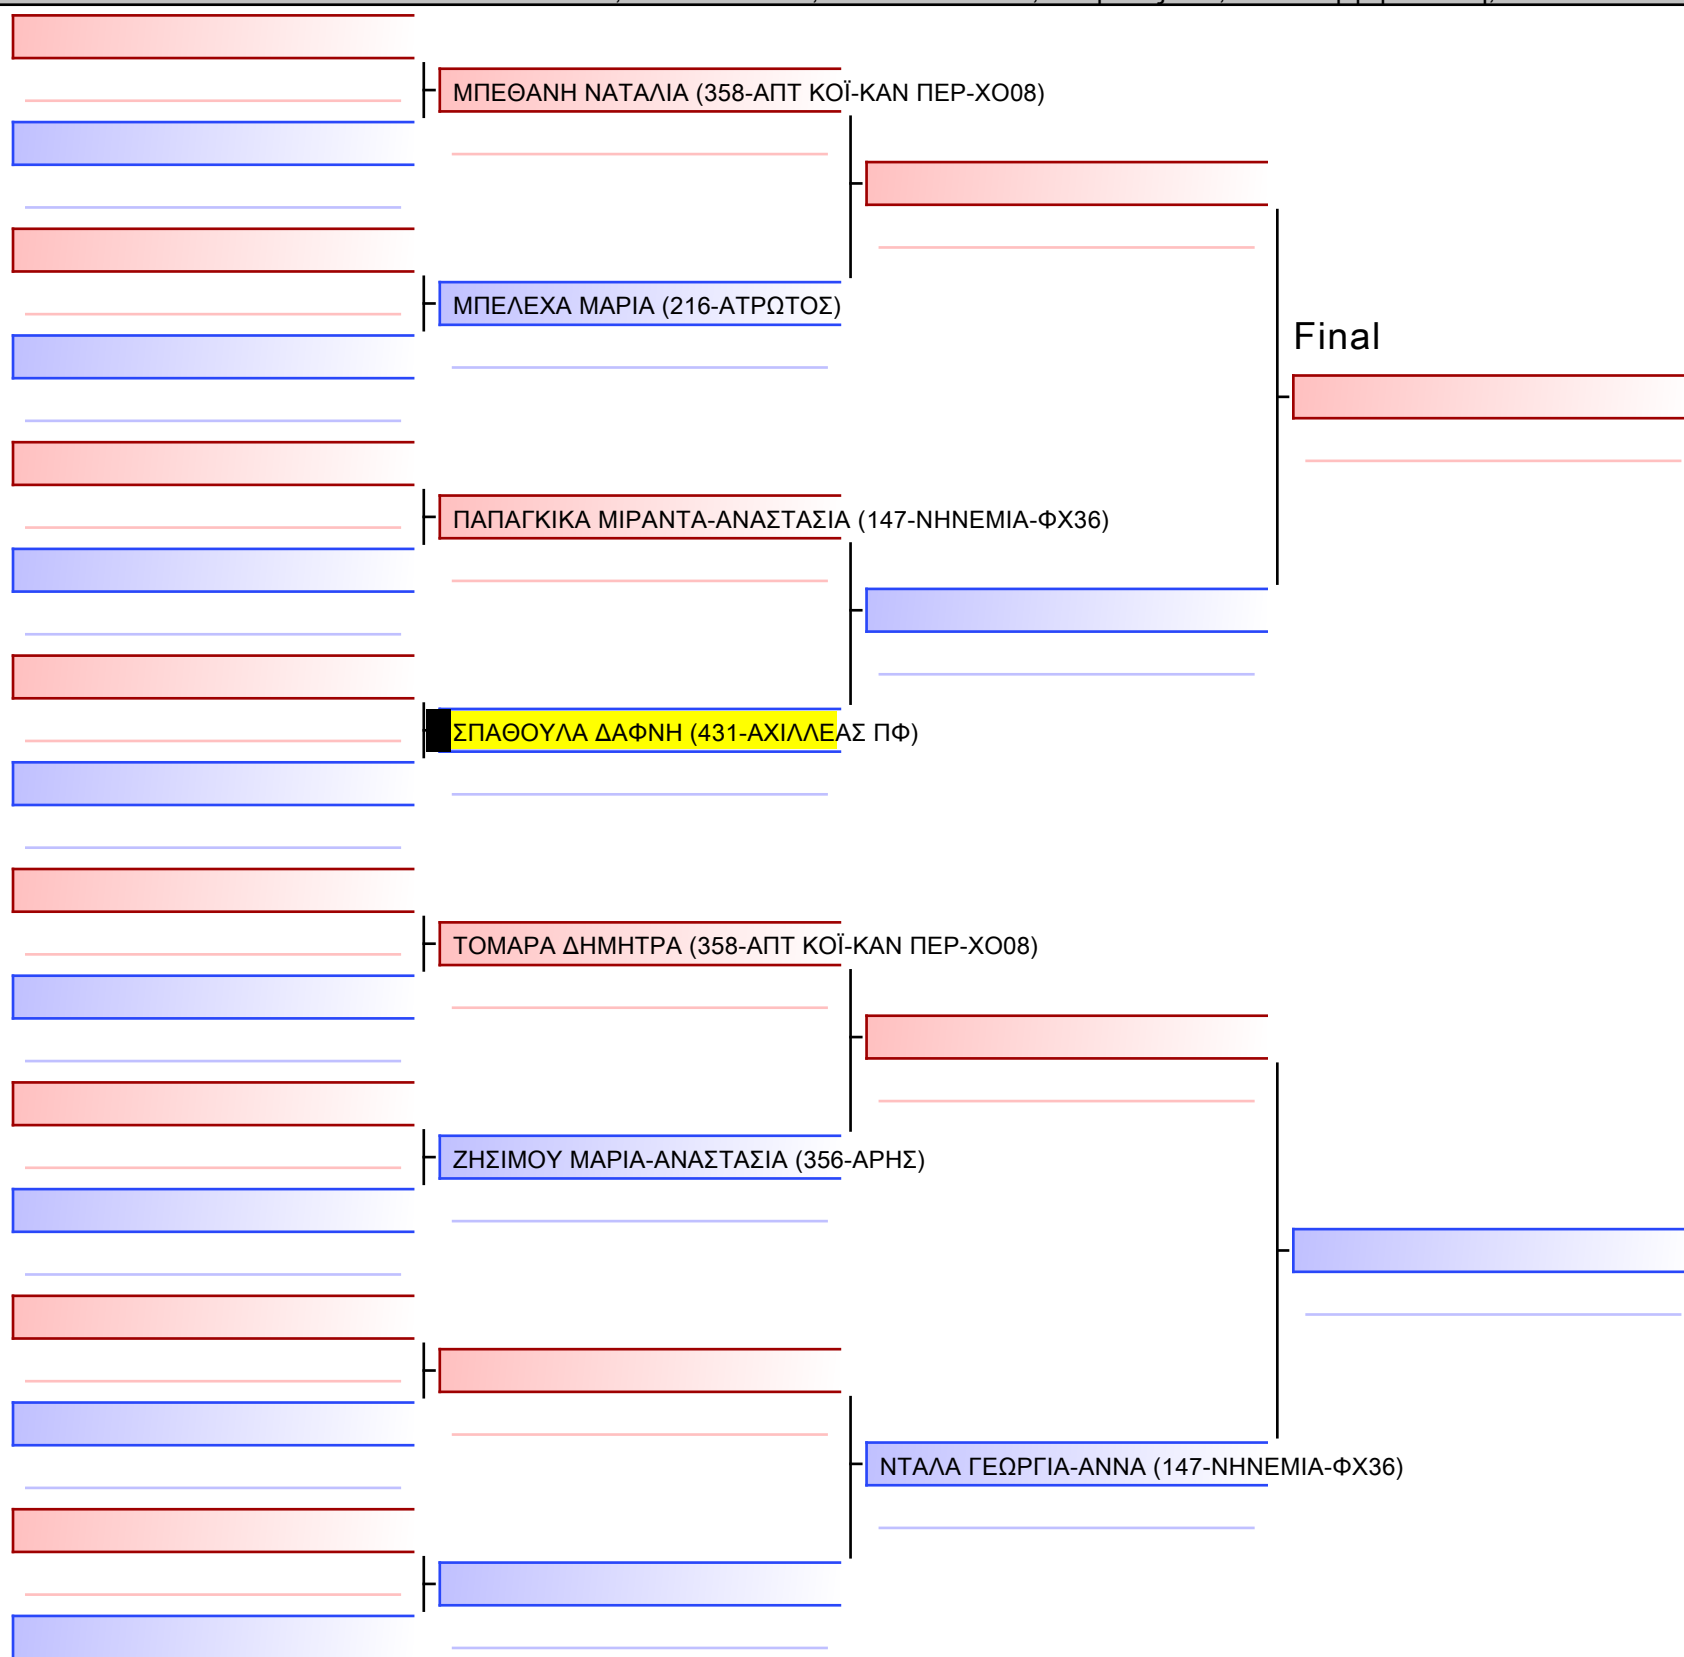 ΜΠΕΘΑΝΗ ΝΑΤΑΛΙΑ (358-ΑΠΤ ΚΟΪ-ΚΑΝ ΠΕΡ-ΧΟ08)
ΜΠΕΛΕΧΑ ΜΑΡΙΑ (216-ΑΤΡΩΤΟΣ)
Final
ΠΑΠΑΓΚΙΚΑ ΜΙΡΑΝΤΑ-ΑΝΑΣΤΑΣΙΑ (147-ΝΗΝΕΜΙΑ-ΦΧ36)
ΣΠΑΘΟΥΛΑ ΔΑΦΝΗ (431-ΑΧΙΛΛΕΑΣ ΠΦ)
ΤΟΜΑΡΑ ΔΗΜΗΤΡΑ (358-ΑΠΤ ΚΟΪ-ΚΑΝ ΠΕΡ-ΧΟ08)
ΖΗΣΙΜΟΥ ΜΑΡΙΑ-ΑΝΑΣΤΑΣΙΑ (356-ΑΡΗΣ)
ΝΤΑΛΑ ΓΕΩΡΓΙΑ-ΑΝΝΑ (147-ΝΗΝΕΜΙΑ-ΦΧ36)